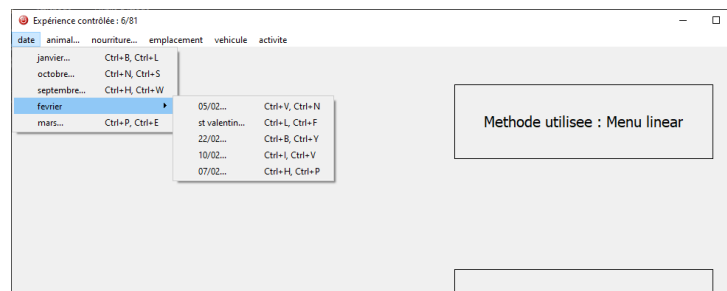 Expérience contrôlée : 6/81
date animal... nourriture... emplacement vehicule activite
janvier... Ctrl+B, Ctrl+L
octobre... Ctrl+N, Ctrl+S
septembre... Ctrl+H, Ctrl+W
fevrier
mars... Ctrl+P, Ctrl+E
05/02... Ctrl+V, Ctrl+N
st valentin... Ctrl+L, Ctrl+F
22/02... Ctrl+B, Ctrl+Y
10/02... Ctrl+I, Ctrl+V
07/02... Ctrl+H, Ctrl+P
Methode utilisee : Menu linear